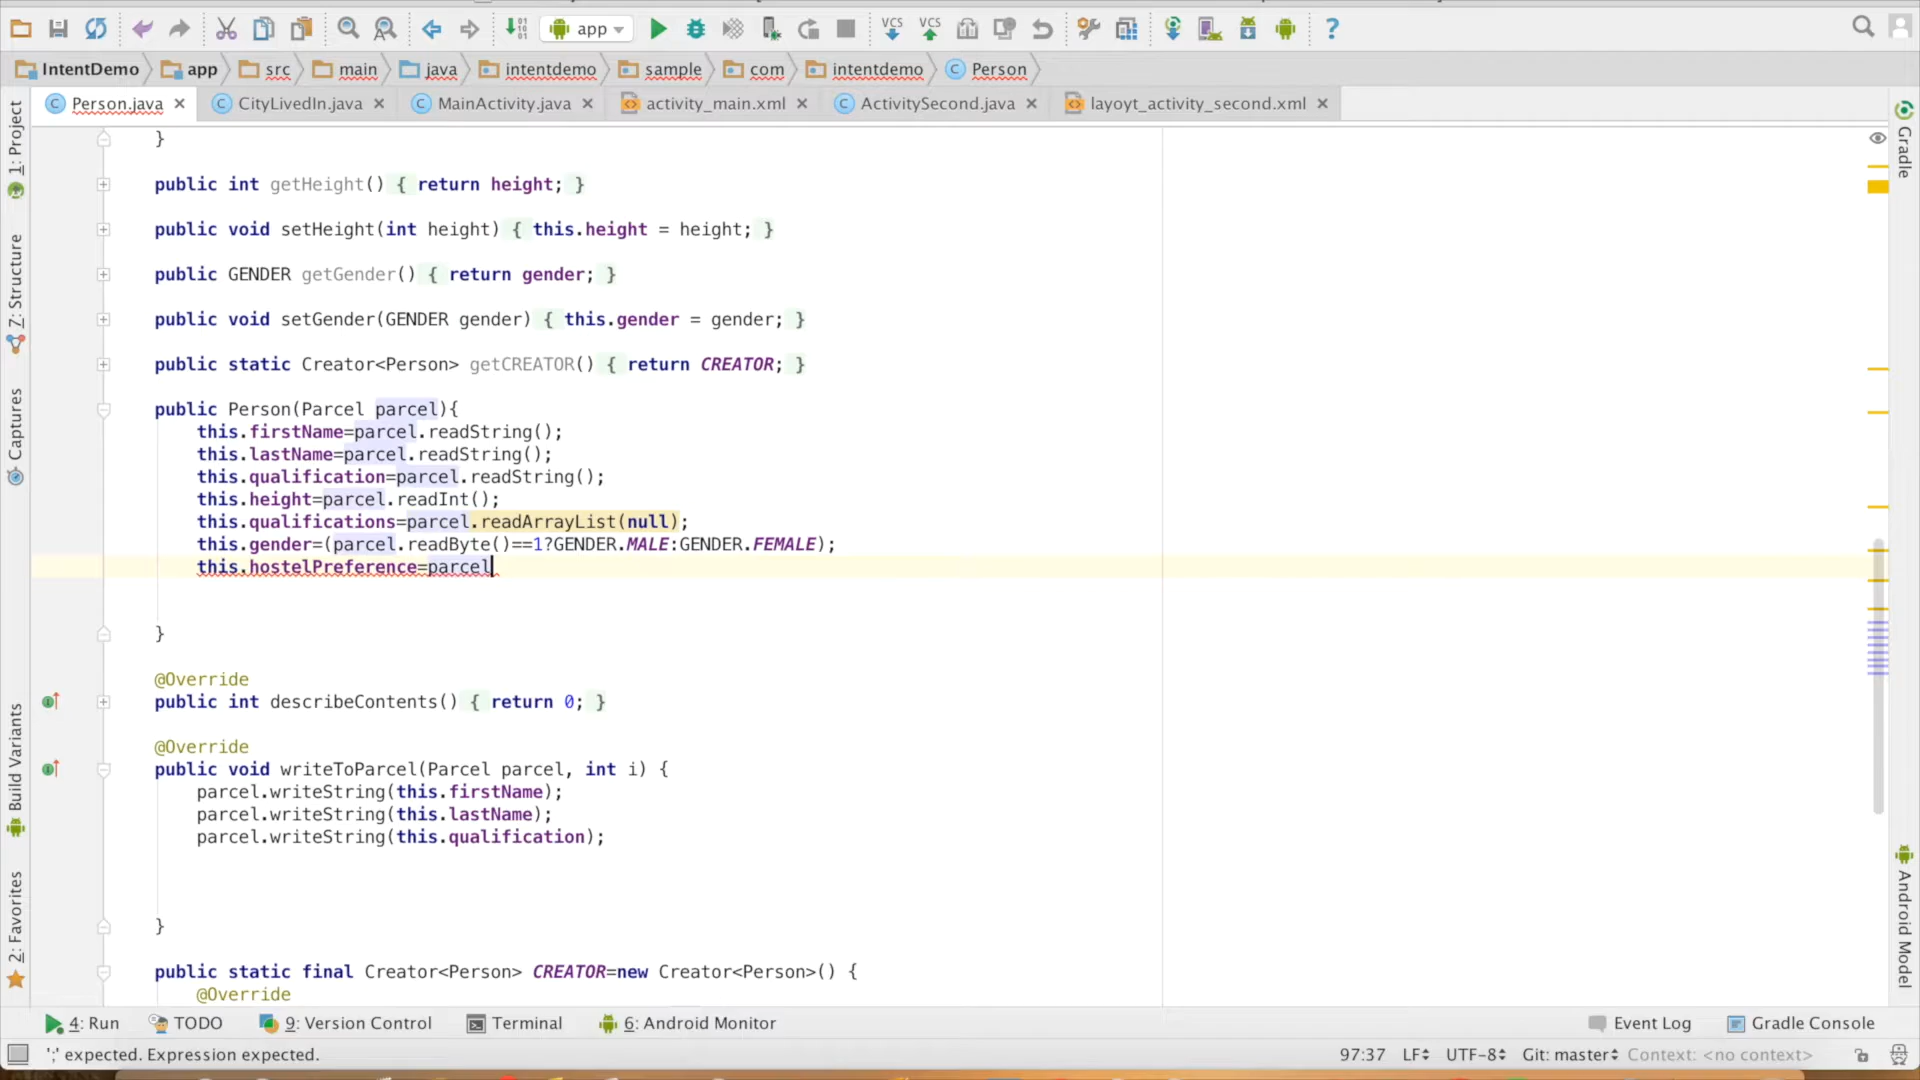 app
VCS VCS
IntentDemo app src main java intentdemo sample com intentdemo Person
Person.java CityLivedIn.java MainActivity.java activity_main.xml ActivitySecond.java layoyt_activity_second.xml
1: Project
7: Structure
Captures
Build Variants
2: Favorites
}
public int getHeight() { return height; }
public void setHeight(int height) { this.height = height; }
public GENDER getGender() { return gender; }
public void setGender(GENDER gender) { this.gender = gender; }
public static Creator<Person> getCREATOR() { return CREATOR; }
public Person(Parcel parcel){
this.firstName=parcel.readString();
this.lastName=parcel.readString();
this.qualification=parcel.readString();
this.height=parcel.readInt();
this.qualifications=parcel.readArrayList(null);
this.gender=(parcel.readByte()==1?GENDER.MALE:GENDER.FEMALE);
this.hostelPreference=parcel
}
@Override
public int describeContents() { return 0; }
@Override
public void writeToParcel(Parcel parcel, int i) {
parcel.writeString(this.firstName);
parcel.writeString(this.lastName);
parcel.writeString(this.qualification);
}
public static final Creator<Person> CREATOR=new Creator<Person>() {
@Override
Gradle
Android Model
4: Run TODO 9: Version Control Terminal 6: Android Monitor Event Log Gradle Console
';' expected. Expression expected. 97:37 LF UTF-8 Git: master Context: <no context>